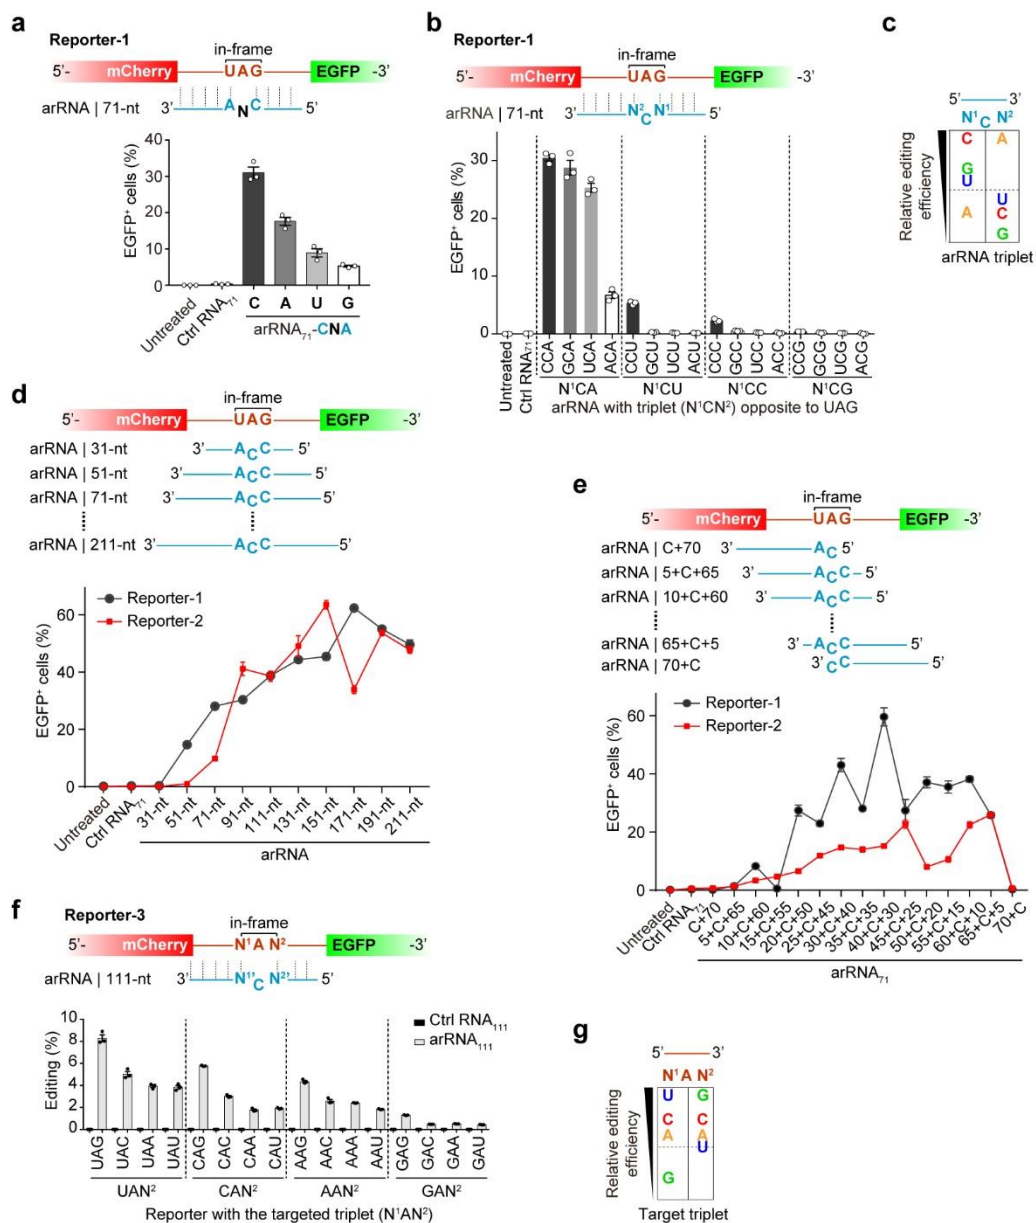 a
Reporter-1
in-frame
5'- mCherry UAG EGFP -3'
arRNA | 71-nt 3' A N C 5'
EGFP⁺ cells (%)
40
30
20
10
0
Untreated
Ctrl RNA₇₁
C A U G
arRNA₇₁-CNA
b
Reporter-1
in-frame
5'- mCherry UAG EGFP -3'
arRNA | 71-nt 3' N² C N¹ 5'
EGFP⁺ cells (%)
30
20
10
0
Untreated
Ctrl RNA₇₁
CCA GCA UCA ACA CCU GCU UCU ACU CCC GCC UCC ACC CCG GCG UCG ACG
N¹CA N¹CU N¹CC N¹CG
arRNA with triplet (N¹CN²) opposite to UAG
c
5' 3'
N¹ C N²
Relative editing
efficiency
C A
G
U
A U
C
G
arRNA triplet
d
in-frame
5'- mCherry UAG EGFP -3'
arRNA | 31-nt 3' ACC 5'
arRNA | 51-nt 3' ACC 5'
arRNA | 71-nt 3' ACC 5'
arRNA | 211-nt 3' ACC 5'
Reporter-1
Reporter-2
EGFP⁺ cells (%)
60
40
20
0
Untreated
Ctrl RNA₇₁
31-nt
51-nt
71-nt
91-nt
111-nt
131-nt
151-nt
171-nt
191-nt
211-nt
arRNA
e
in-frame
5'- mCherry UAG EGFP -3'
arRNA | C+70 3' AC 5'
arRNA | 5+C+65 3' ACC 5'
arRNA | 10+C+60 3' ACC 5'
arRNA | 65+C+5 3' ACC 5'
arRNA | 70+C 3' CC 5'
Reporter-1
Reporter-2
EGFP⁺ cells (%)
60
40
20
0
Untreated
Ctrl RNA₇₁
C+70
5+C+65
10+C+60
15+C+55
20+C+50
25+C+45
30+C+40
35+C+35
40+C+30
45+C+25
50+C+20
55+C+15
60+C+10
65+C+5
70+C
arRNA₇₁
f
Reporter-3
in-frame
5'- mCherry N¹A N² EGFP -3'
arRNA | 111-nt 3' N¹' C N²' 5'
Ctrl RNA₁₁₁
arRNA₁₁₁
Editing (%)
10
8
6
4
2
0
UAG UAC UAA UAU CAG CAC CAA CAU AAG AAC AAA AAU GAG GAC GAA GAU
UAN² CAN² AAN² GAN²
Reporter with the targeted triplet (N¹AN²)
g
5' 3'
N¹ A N²
Relative editing
efficiency
U G
C C
A A
U
G
Target triplet